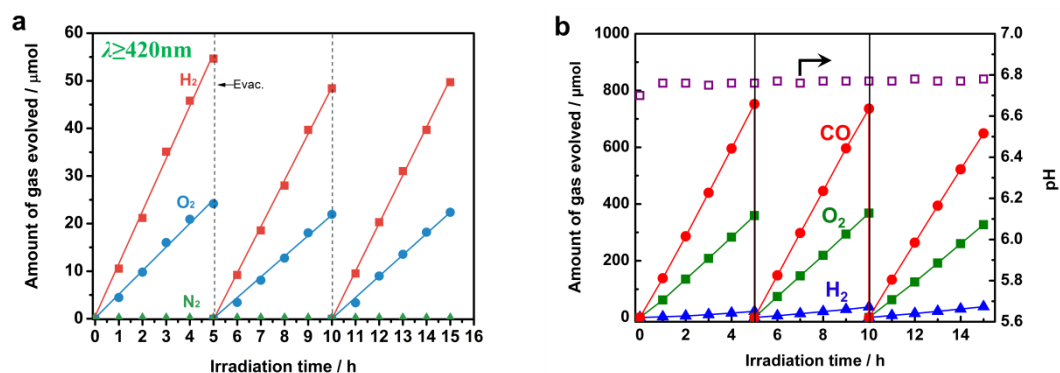 a
λ≥420nm
H₂
Evac.
O₂
N₂
Amount of gas evolved / μmol
60
50
40
30
20
10
0
0 1 2 3 4 5 6 7 8 9 10 11 12 13 14 15 16
Irradiation time / h
b
CO
O₂
H₂
Amount of gas evolved / μmol
1000
800
600
400
200
0
0 2 4 6 8 10 12 14
Irradiation time / h
7.0
6.8
6.6
6.4
6.2
6.0
5.8
5.6
pH